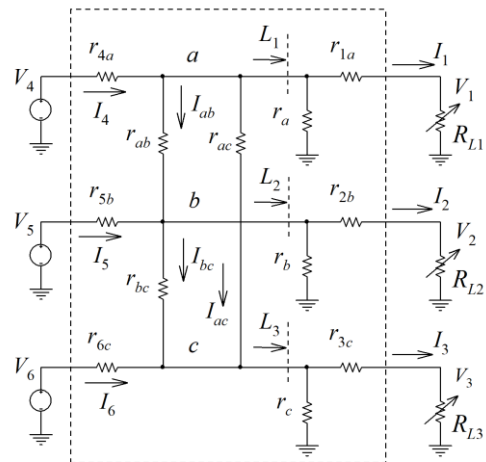 r4a a L1 r1a I1
V4 I4 Iab V1
rab rac ra RL1
r5b b L2 r2b I2
V5 I5 Ibc V2
rbc Iac rb RL2
r6c c L3 r3c I3
V6 I6 rc V3
RL3